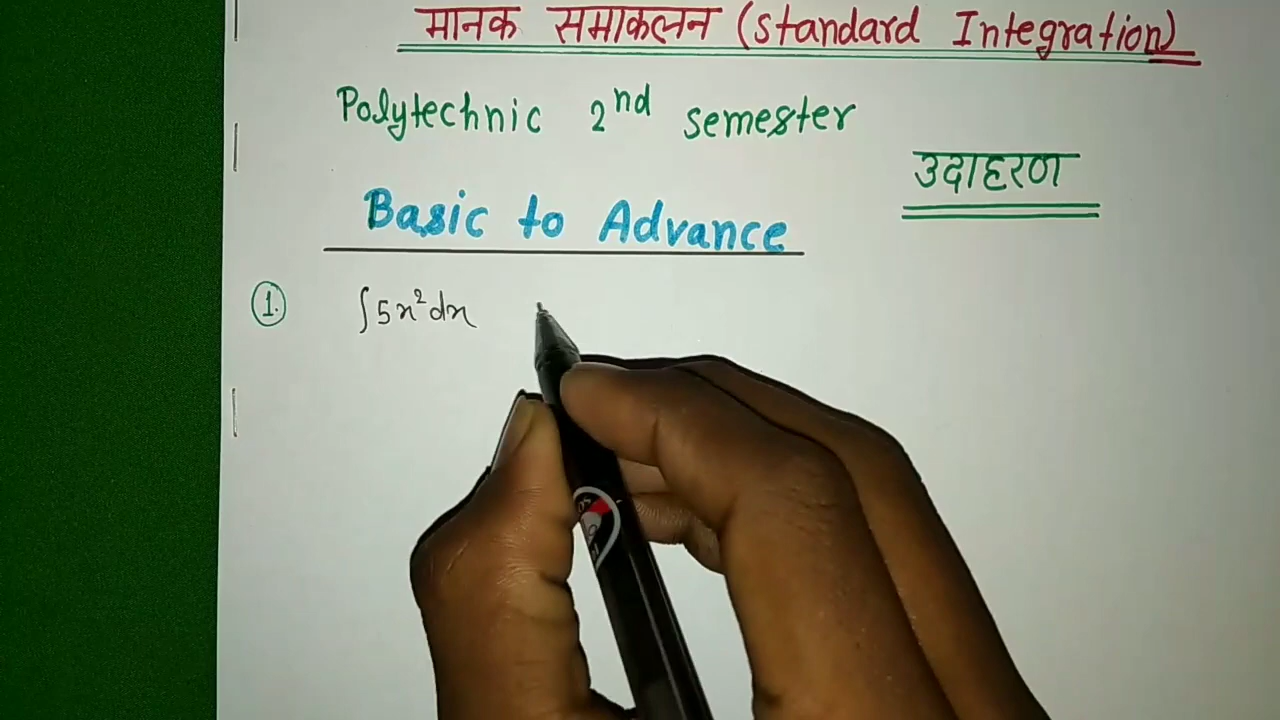 मानक समाकलन (Standard Integration)
Polytechnic 2nd semester
उदाहरण
Basic to Advance
1. ∫5x²dx